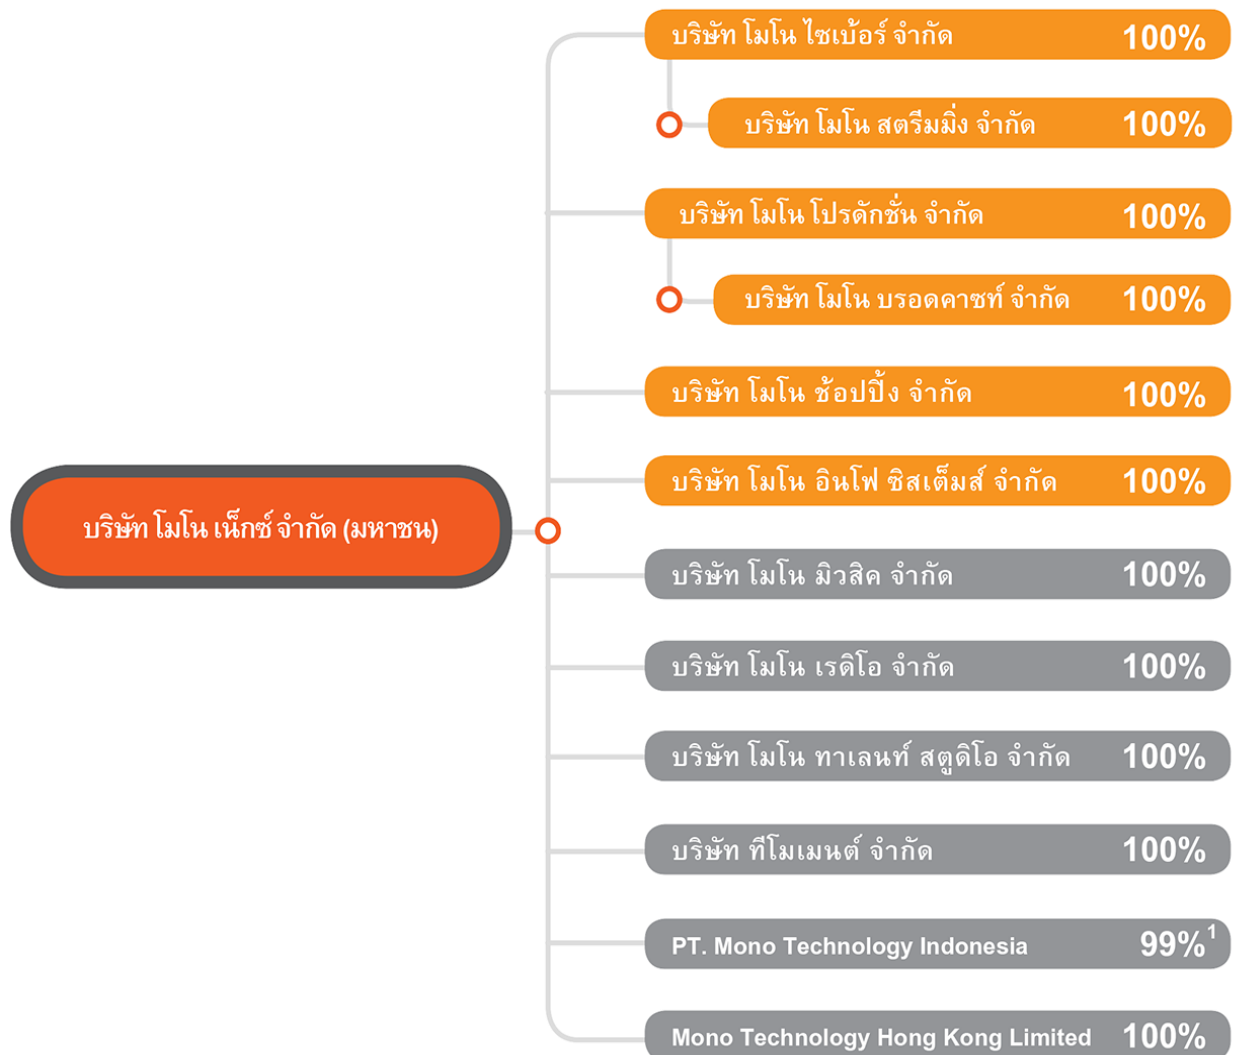 บริษัท โมโน ไซเบ้อร์ จำกัด 100%
บริษัท โมโน สตรีมมิ่ง จำกัด 100%
บริษัท โมโน โปรดักชั่น จำกัด 100%
บริษัท โมโน บรอดคาซท์ จำกัด 100%
บริษัท โมโน ช้อปปิ้ง จำกัด 100%
บริษัท โมโน อินโฟ ซิสเต็มส์ จำกัด 100%
บริษัท โมโน เน็กซ์ จำกัด (มหาชน)
บริษัท โมโน มิวสิค จำกัด 100%
บริษัท โมโน เรดิโอ จำกัด 100%
บริษัท โมโน ทาเลนท์ สตูดิโอ จำกัด 100%
บริษัท ทีโมเมนต์ จำกัด 100%
PT. Mono Technology Indonesia 99%¹
Mono Technology Hong Kong Limited 100%